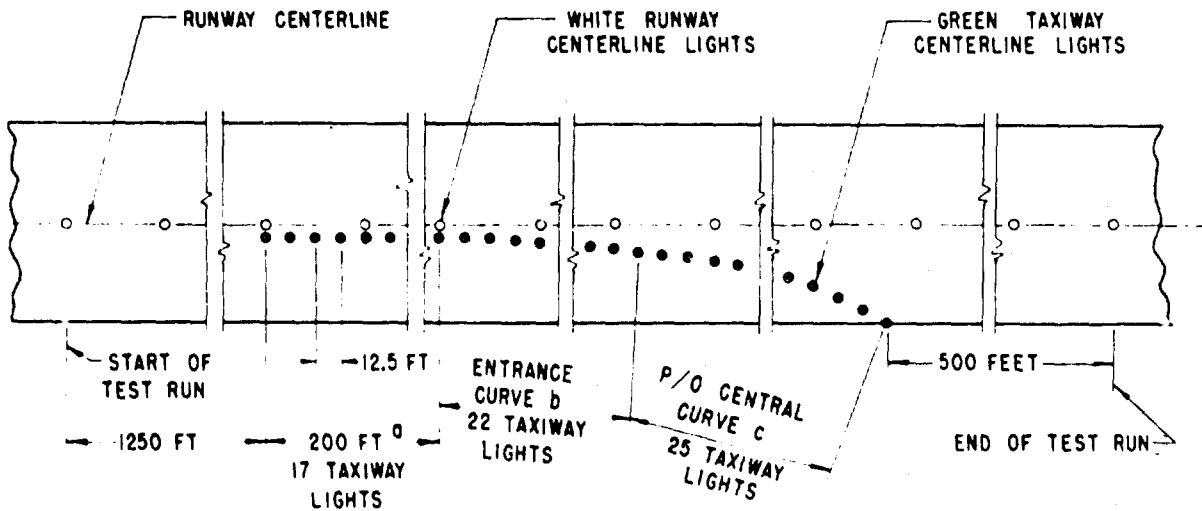 RUNWAY CENTERLINE
WHITE RUNWAY
CENTERLINE LIGHTS
GREEN TAXIWAY
CENTERLINE LIGHTS
START OF
TEST RUN
12.5 FT
ENTRANCE
CURVE b
22 TAXIWAY
LIGHTS
P/O CENTRAL
CURVE c
25 TAXIWAY
LIGHTS
500 FEET
END OF TEST RUN
1250 FT
200 FT a
17 TAXIWAY
LIGHTS